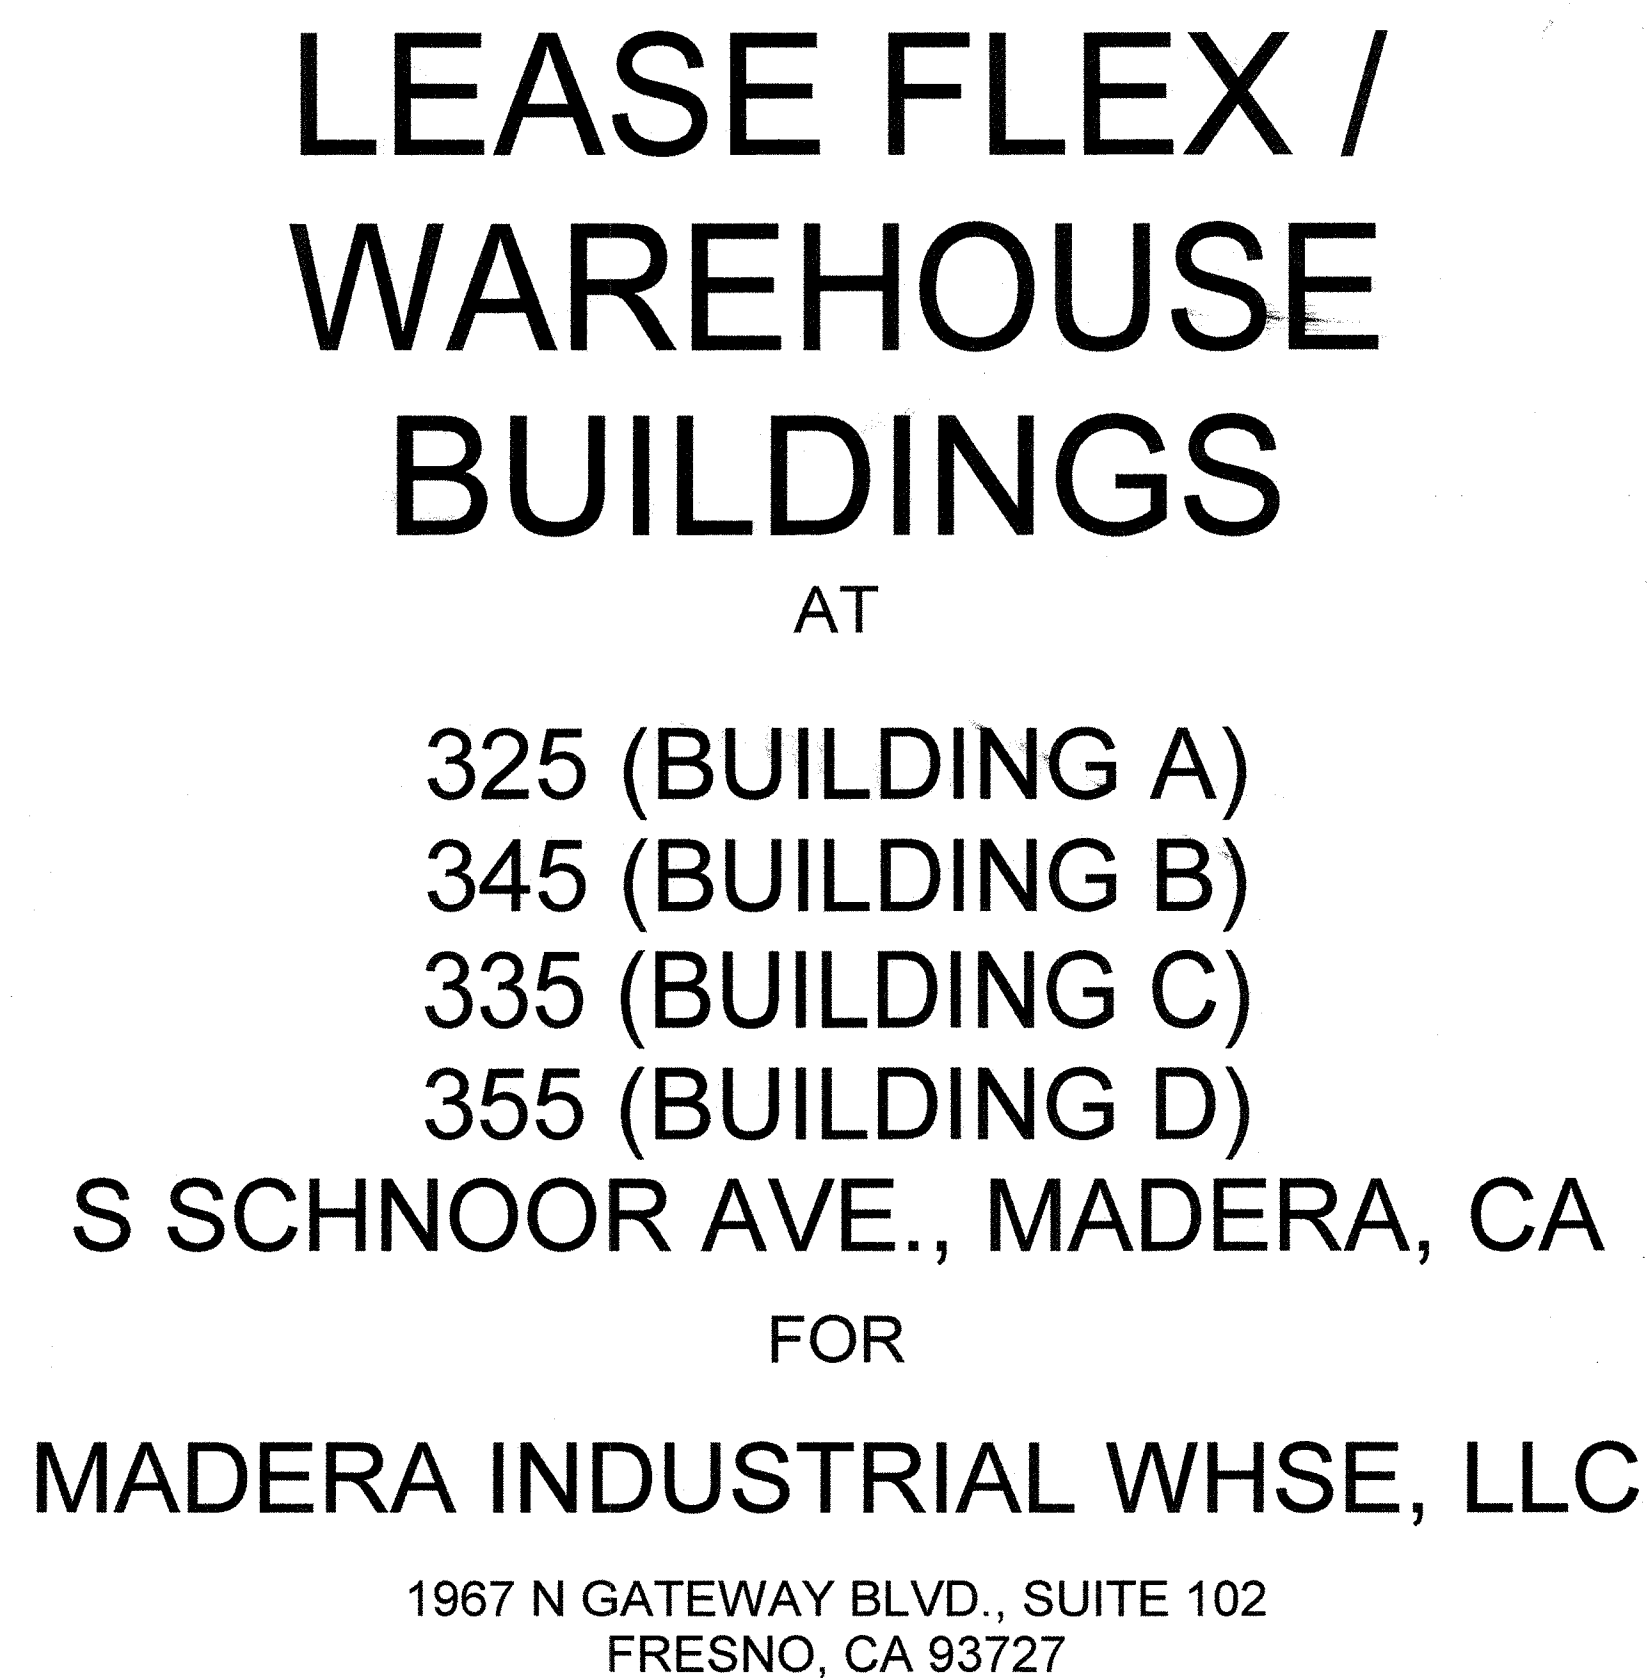 LEASE FLEX /
WAREHOUSE
BUILDINGS
AT
325 (BUILDING A)
345 (BUILDING B)
335 (BUILDING C)
355 (BUILDING D)
S SCHNOOR AVE., MADERA, CA
FOR
MADERA INDUSTRIAL WHSE, LLC
1967 N GATEWAY BLVD., SUITE 102
FRESNO, CA 93727